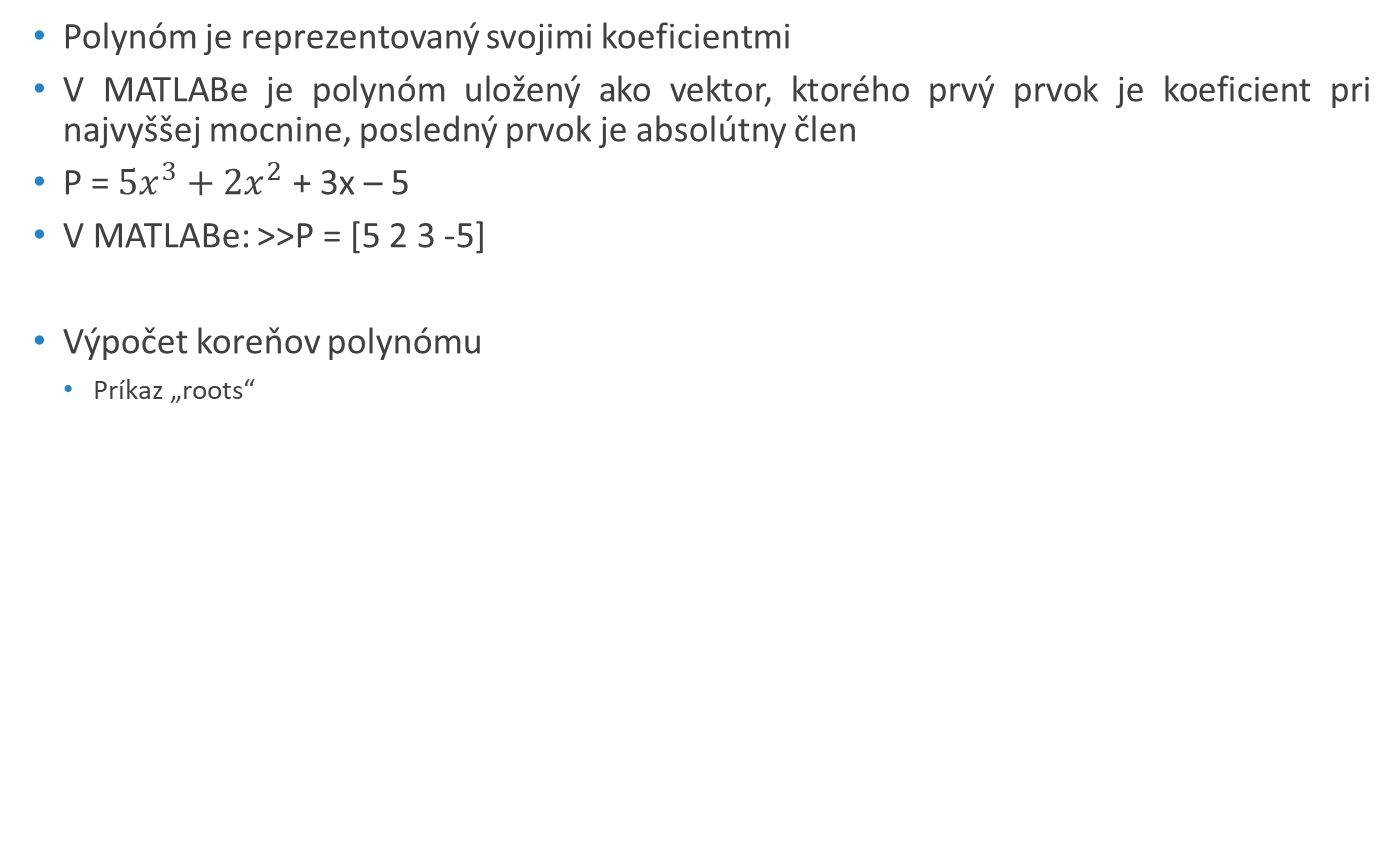 • Polynóm je reprezentovaný svojimi koeficientmi
• V MATLABe je polynóm uložený ako vektor, ktorého prvý prvok je koeficient pri
najvyššej mocnine, posledný prvok je absolútny člen
• P = 5𝑥³ + 2𝑥² + 3x – 5
• V MATLABe: >>P = [5 2 3 -5]
• Výpočet koreňov polynómu
• Príkaz „roots“